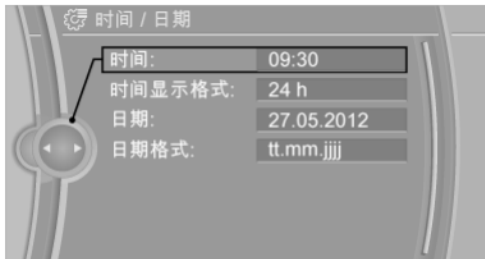 时间 / 日期
时间: 09:30
时间显示格式: 24 h
日期: 27.05.2012
日期格式: tt.mm.jjjj